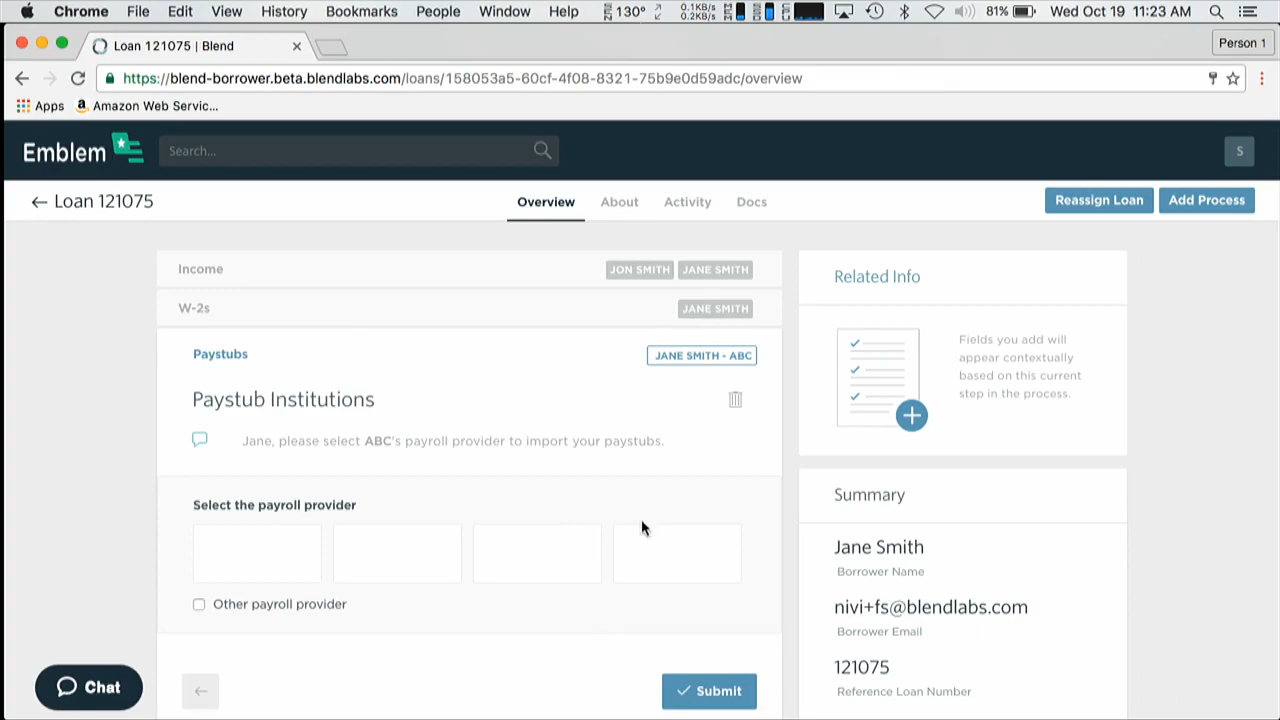 Chrome File Edit View History Bookmarks People Window Help 130° 0.1KB/s 0.2KB/s 81% Wed Oct 19 11:23 AM
Loan 121075 | Blend Person 1
https://blend-borrower.beta.blendlabs.com/loans/158053a5-60cf-4f08-8321-75b9e0d59adc/overview
Apps Amazon Web Servic...
Emblem Search... S
← Loan 121075 Overview About Activity Docs Reassign Loan Add Process
Income JON SMITH JANE SMITH
W-2s JANE SMITH
Paystubs JANE SMITH - ABC
Paystub Institutions
Jane, please select ABC's payroll provider to import your paystubs.
Select the payroll provider
Other payroll provider
Submit
Chat
Related Info
Fields you add will
appear contextually
based on this current
step in the process.
Summary
Jane Smith
Borrower Name
nivi+fs@blendlabs.com
Borrower Email
121075
Reference Loan Number